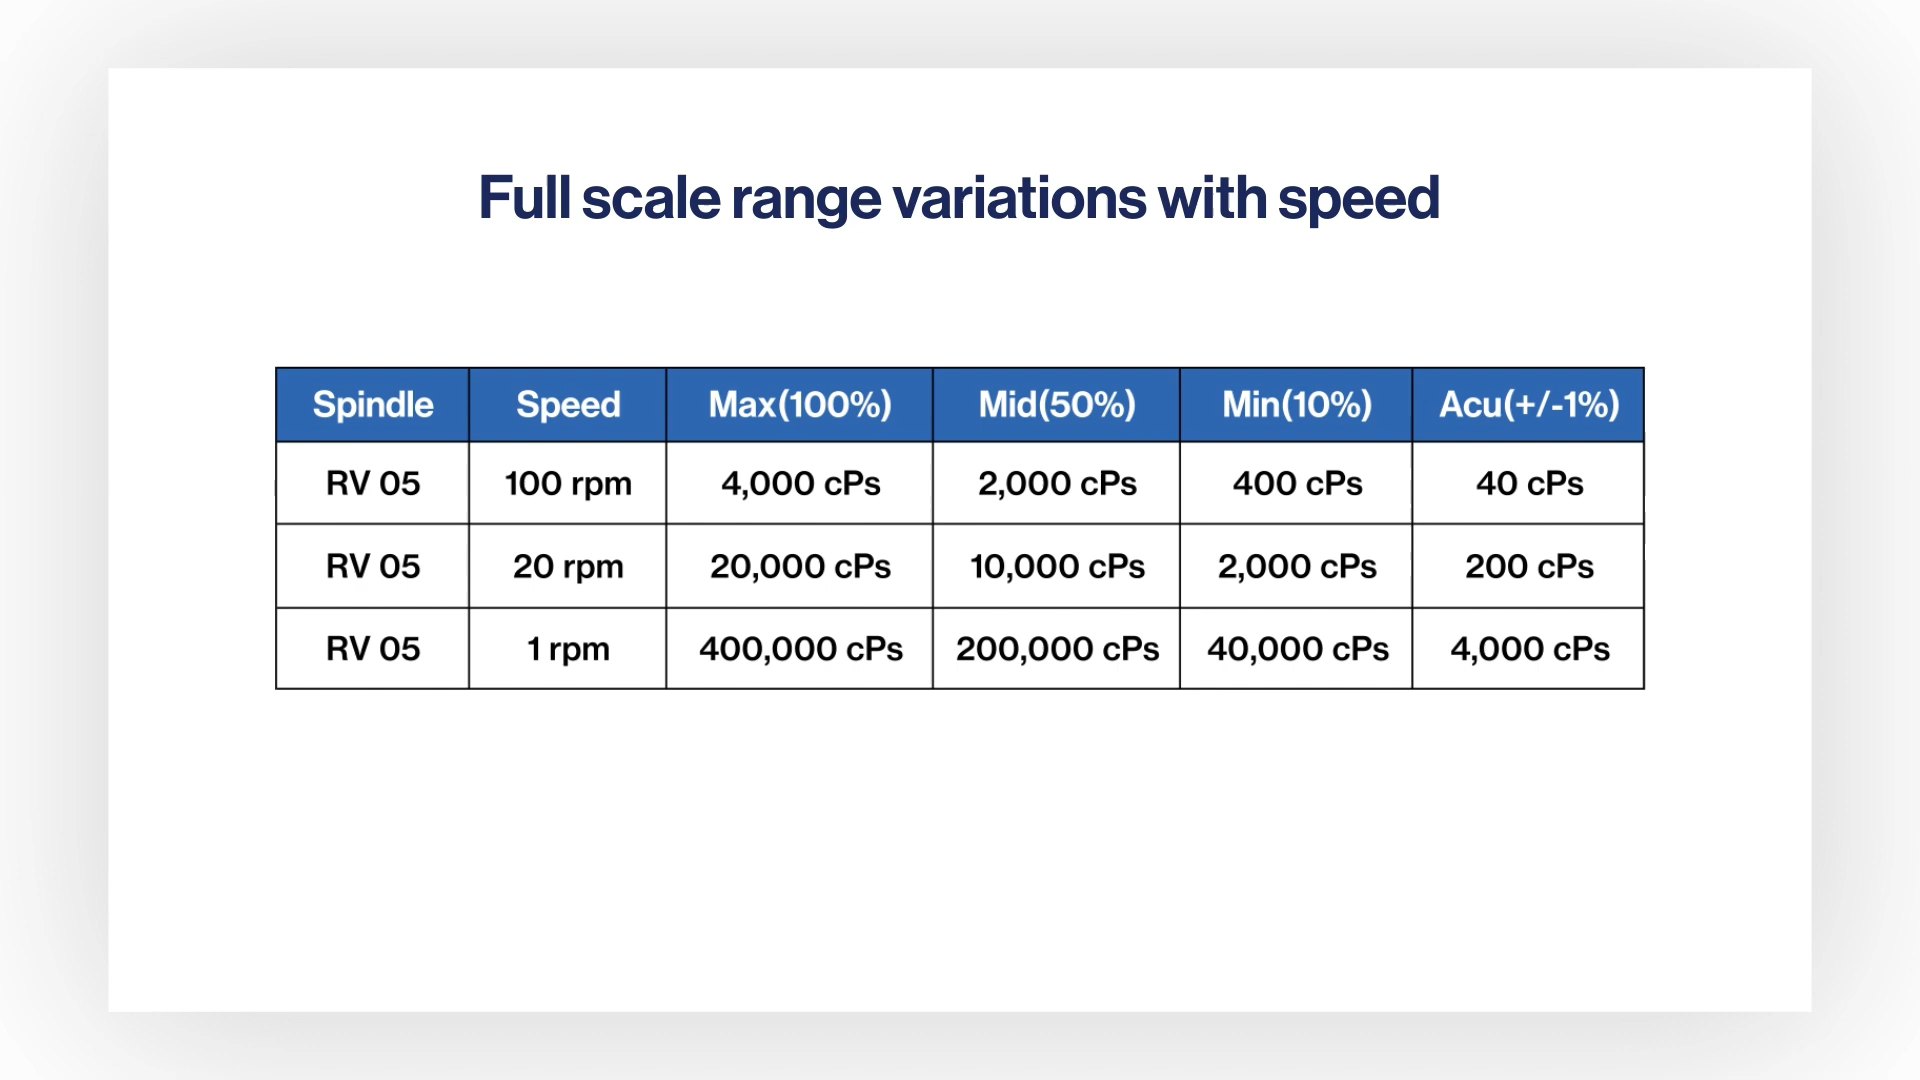 Full scale range variations with speed
Spindle Speed Max(100%) Mid(50%) Min(10%) Acu(+/-1%)
RV 05 100 rpm 4,000 cPs 2,000 cPs 400 cPs 40 cPs
RV 05 20 rpm 20,000 cPs 10,000 cPs 2,000 cPs 200 cPs
RV 05 1 rpm 400,000 cPs 200,000 cPs 40,000 cPs 4,000 cPs